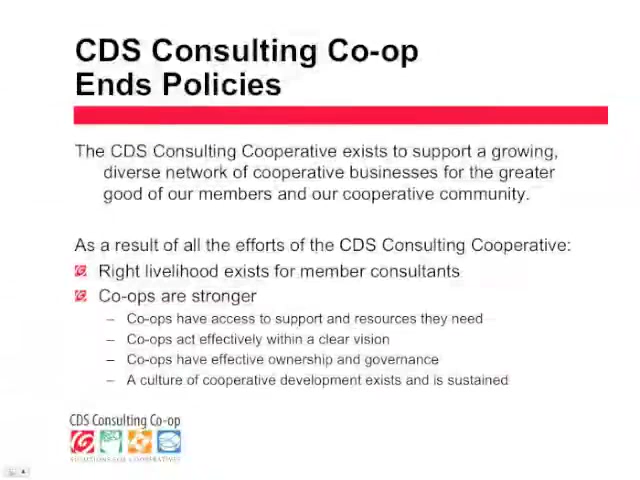 CDS Consulting Co-op
Ends Policies
The CDS Consulting Cooperative exists to support a growing,
diverse network of cooperative businesses for the greater
good of our members and our cooperative community.
As a result of all the efforts of the CDS Consulting Cooperative:
Right livelihood exists for member consultants
Co-ops are stronger
– Co-ops have access to support and resources they need
– Co-ops act effectively within a clear vision
– Co-ops have effective ownership and governance
– A culture of cooperative development exists and is sustained
CDS Consulting Co-op
SOLUTIONS FOR COOPERATIVES